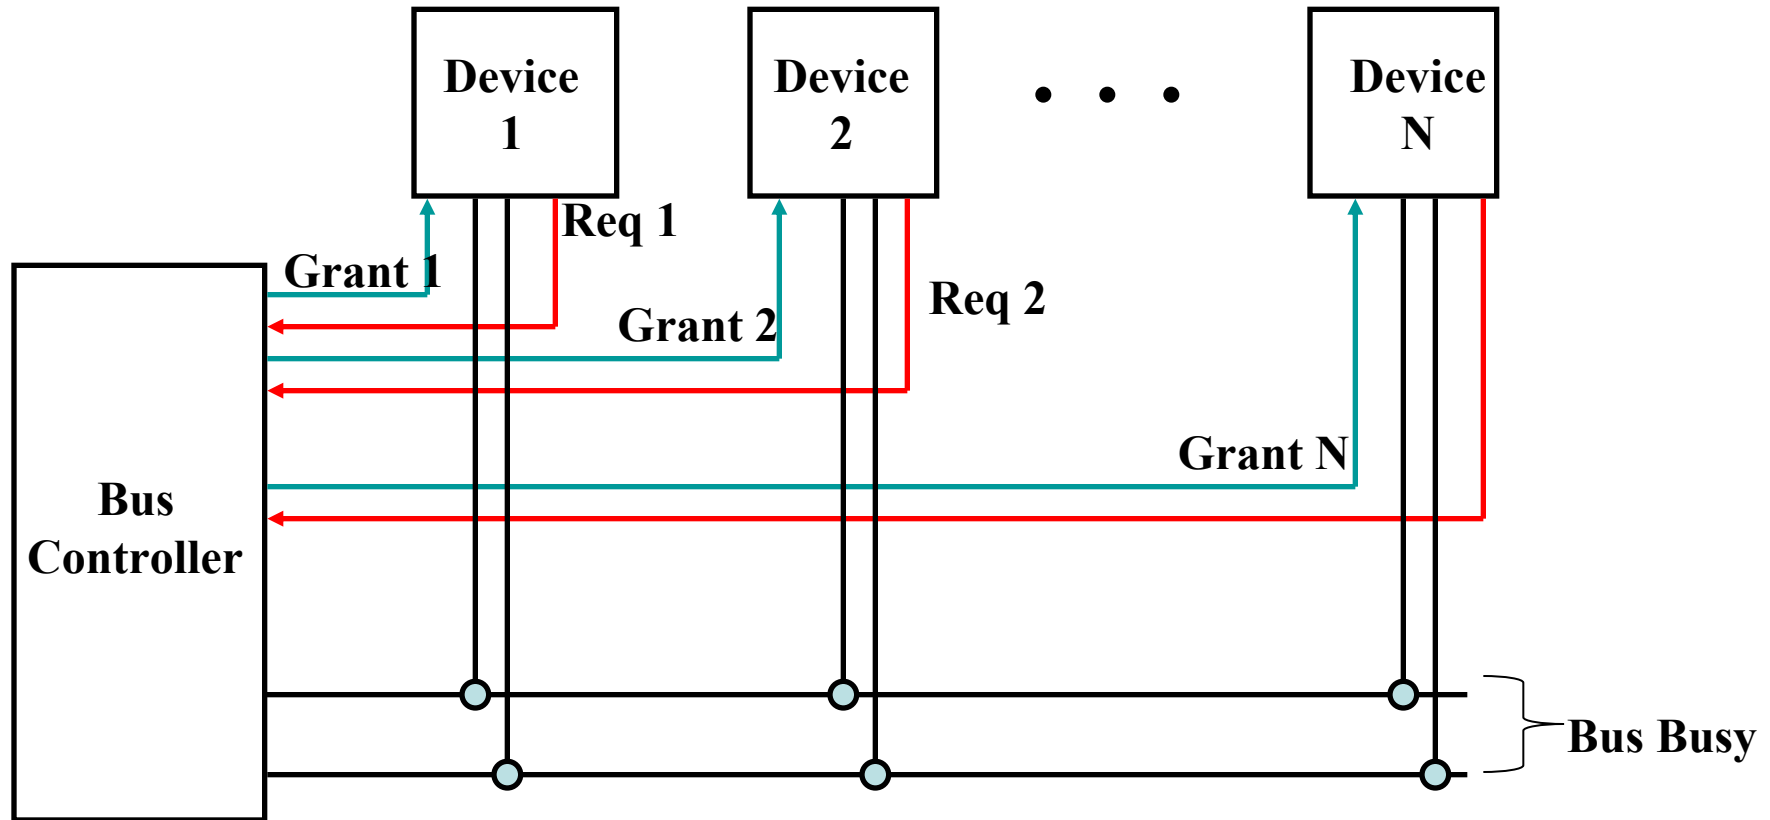 Device
1
Device
2
Device
N
Req 1
Grant 1
Req 2
Grant 2
Grant N
Bus
Controller
Bus Busy